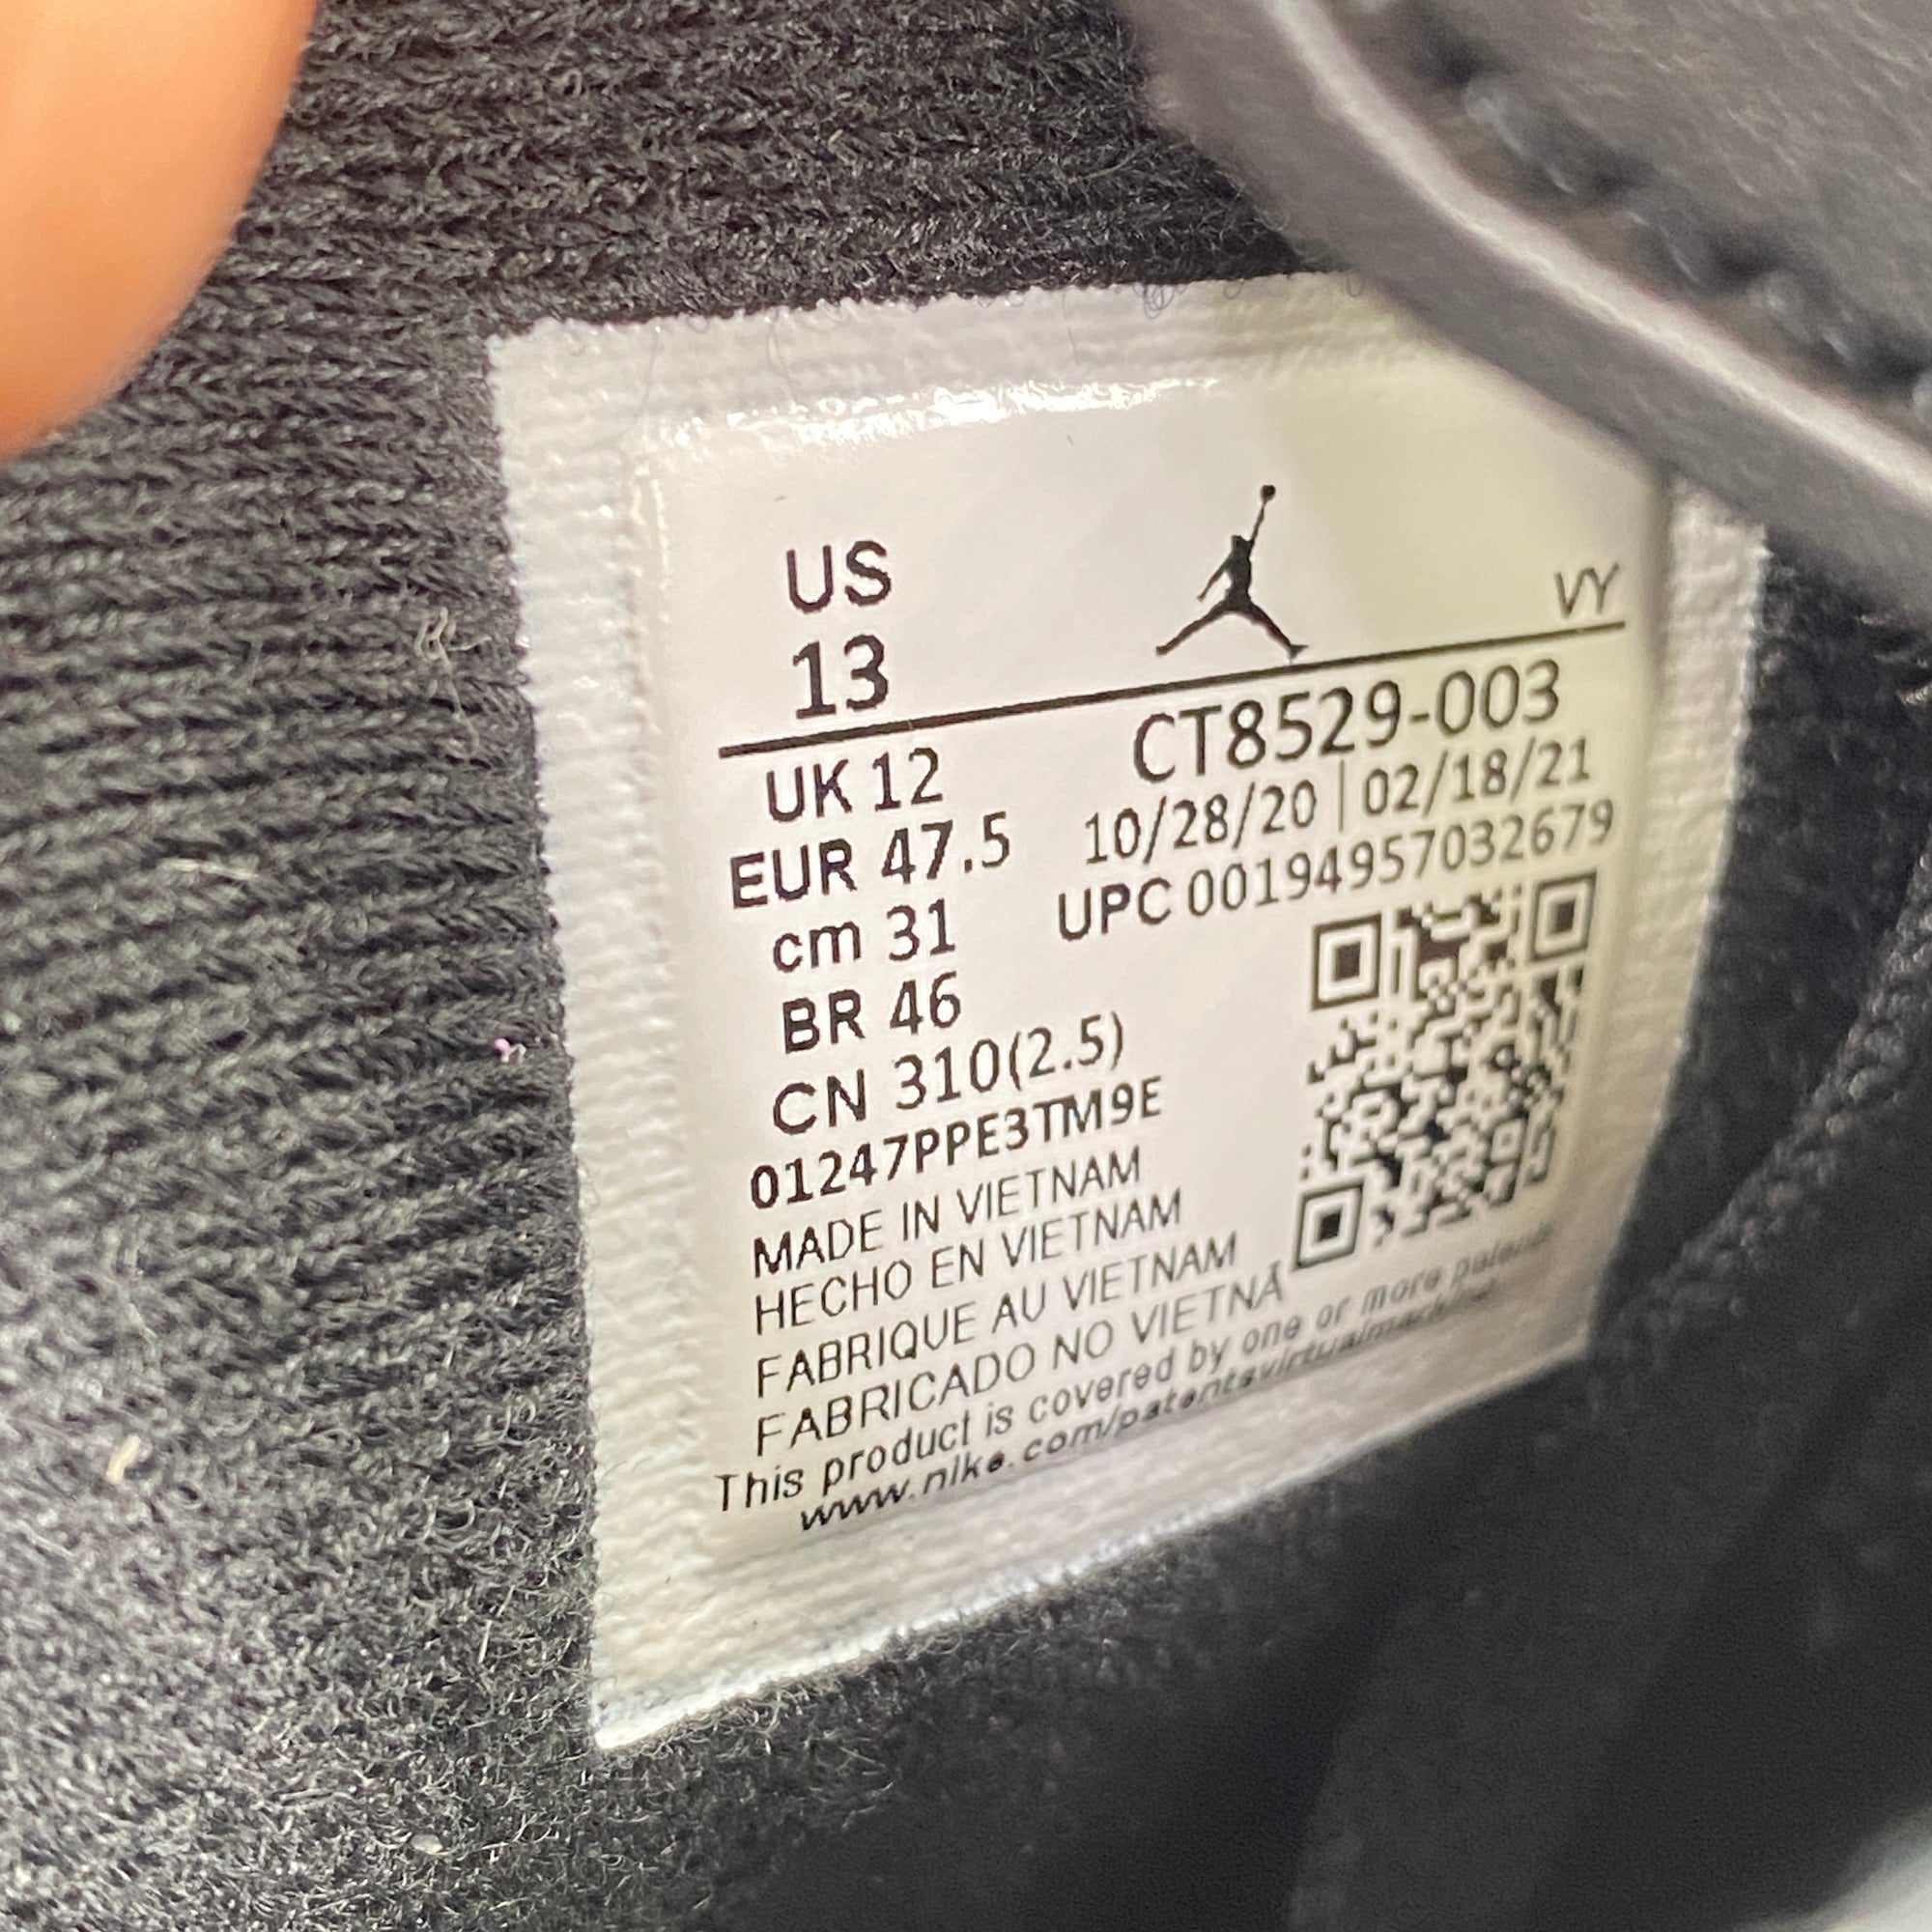 US
13
VY
UK 12
CT8529-003
EUR 47.5
10/28/20 | 02/18/21
cm 31
UPC 00194957032679
BR 46
CN 310(2.5)
01247PPE3TM9E
MADE IN VIETNAM
HECHO EN VIETNAM
FABRIQUE AU VIETNAM
FABRICADO NO VIETNÃ
This product is covered by one or more patents
www.nike.com/patentsvirtualmarking